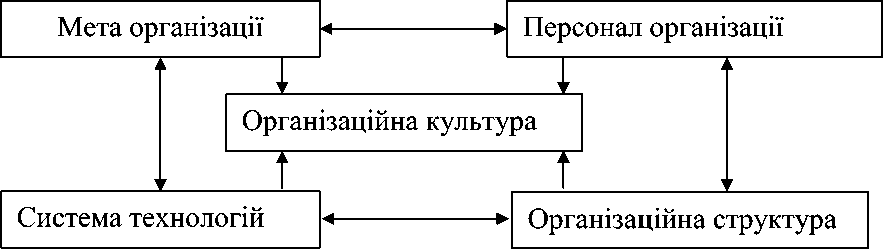 Мета організації
Персонал організації
Організаційна культура
Система технологій
Організаційна структура